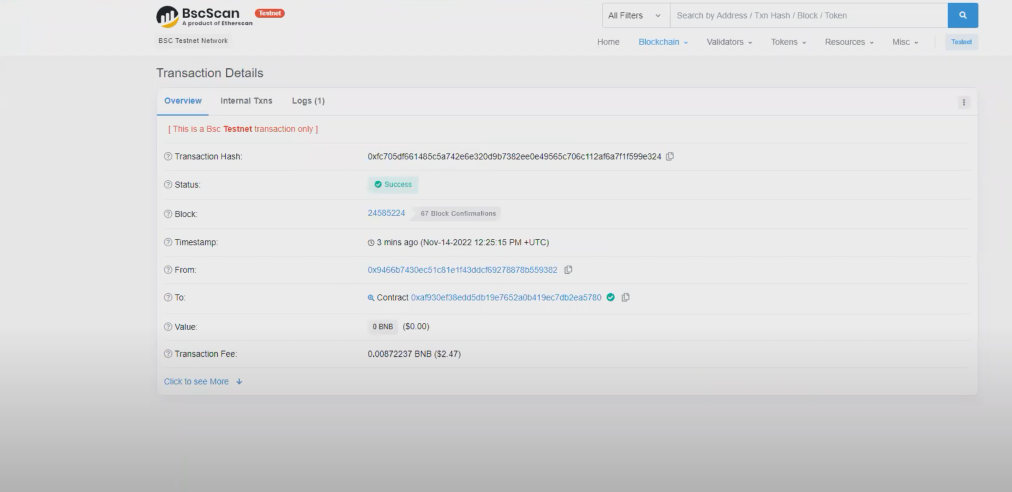 BscScan Testnet
A product of Etherscan
All Filters
Search by Address / Txn Hash / Block / Token
BSC Testnet Network
Home Blockchain Validators Tokens Resources Misc Testnet
Transaction Details
Overview Internal Txns Logs (1)
[ This is a Bsc Testnet transaction only ]
Transaction Hash: 0xfc705df661485c5a742e6e320d9b7382ee0e49565c706c112af6a7f1f599e324
Status: Success
Block: 24585224 67 Block Confirmations
Timestamp: 3 mins ago (Nov-14-2022 12:25:15 PM +UTC)
From: 0x9466b7430ec51c81e1f43ddcf69278878b559382
To: Contract 0xaf930ef38edd5db19e7652a0b419ec7db2ea5780
Value: 0 BNB ($0.00)
Transaction Fee: 0.00872237 BNB ($2.47)
Click to see More